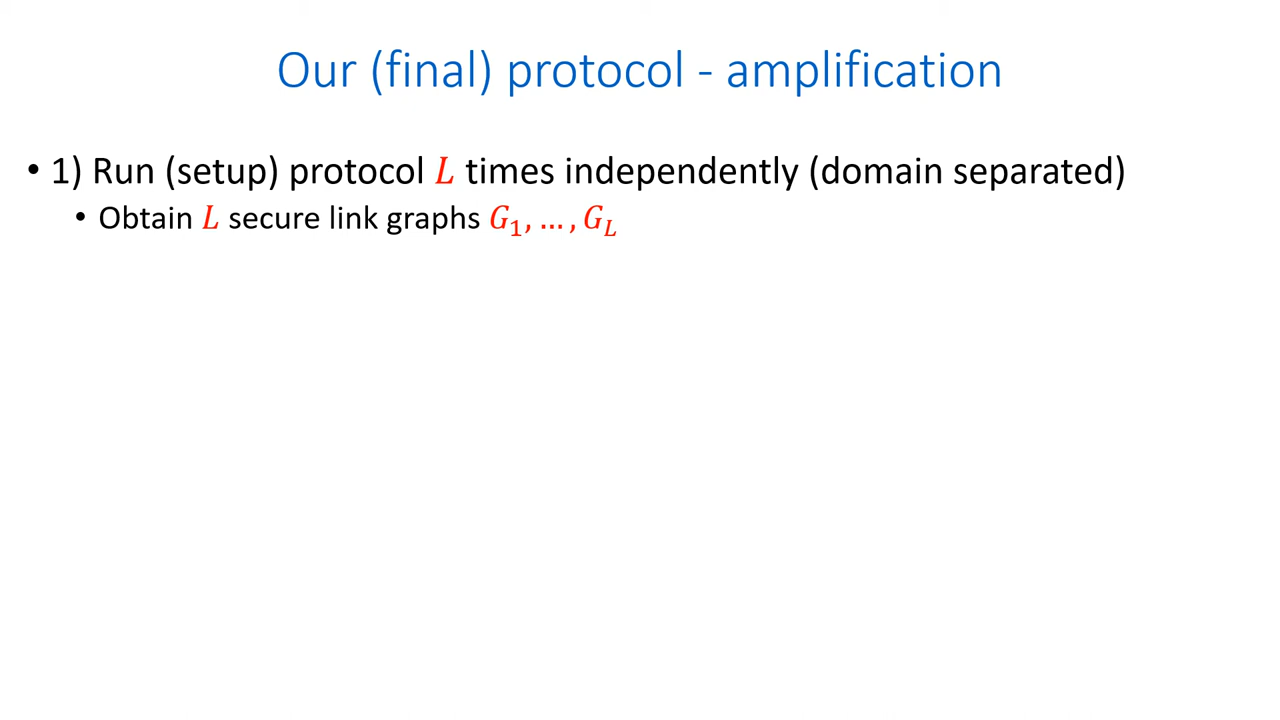 Our (final) protocol - amplification
• 1) Run (setup) protocol L times independently (domain separated)
• Obtain L secure link graphs G₁, … , G_L